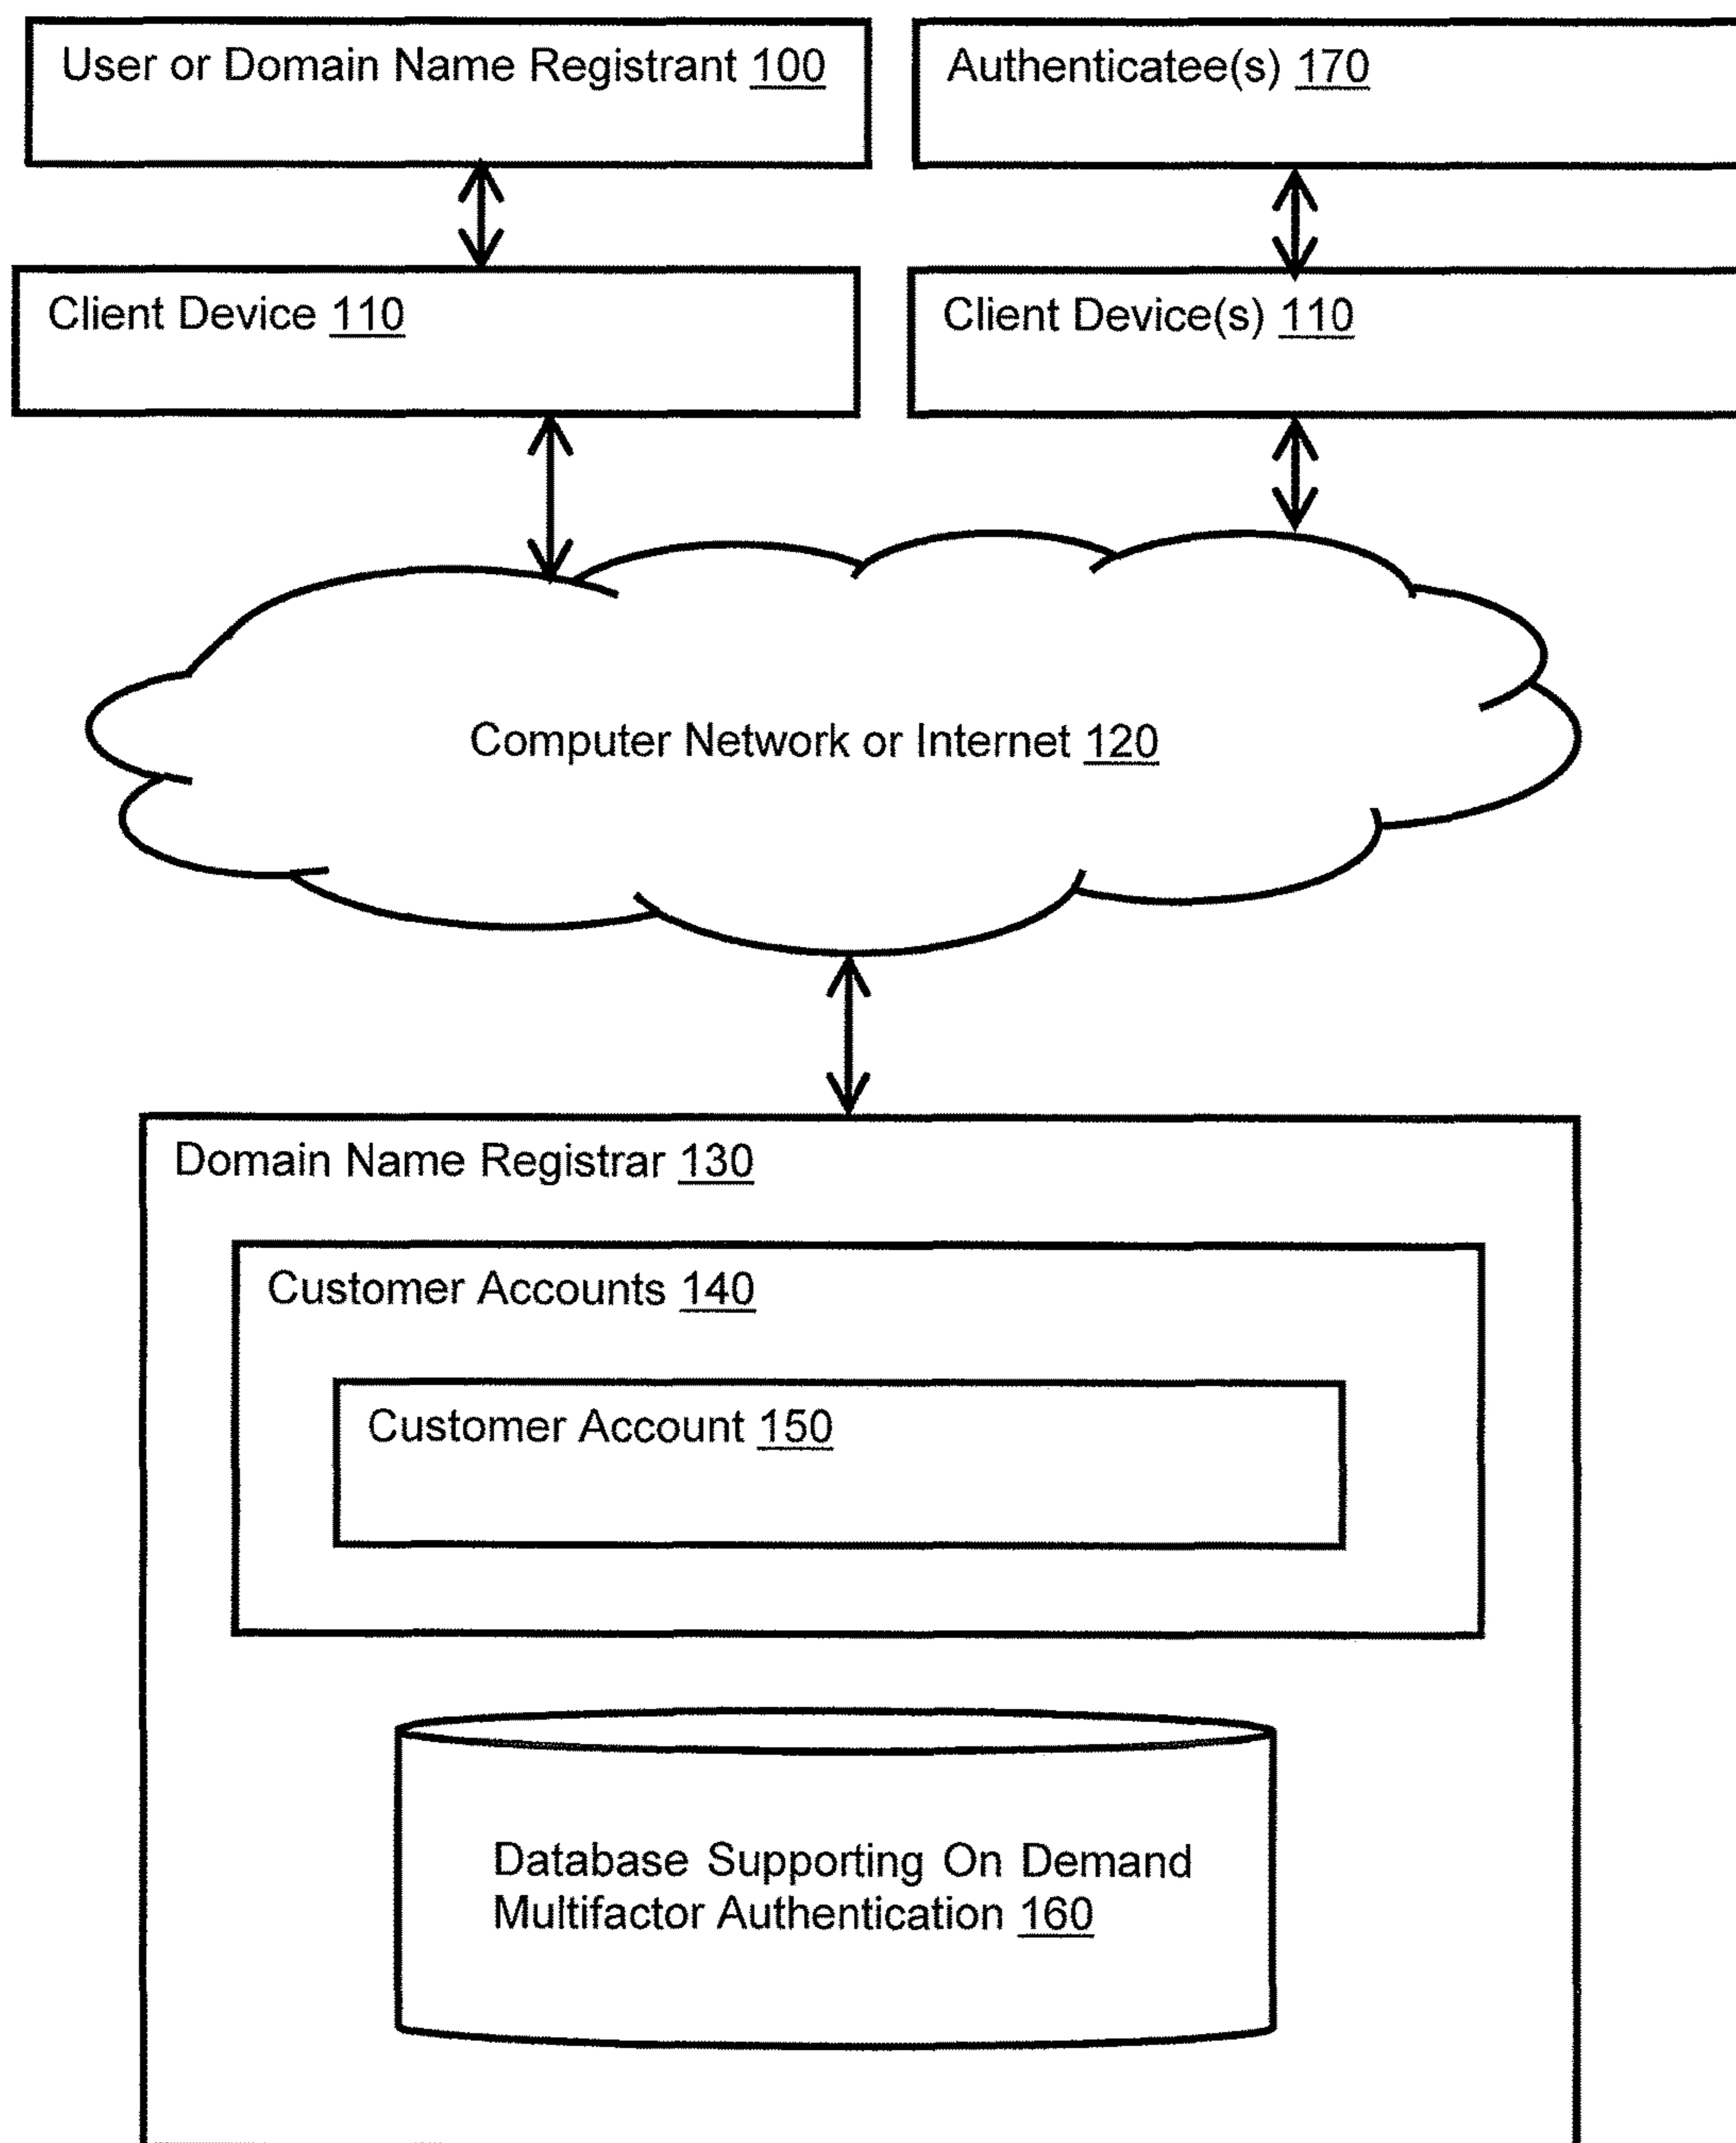 User or Domain Name Registrant 100
Authenticatee(s) 170
Client Device 110
Client Device(s) 110
Computer Network or Internet 120
Domain Name Registrar 130
Customer Accounts 140
Customer Account 150
Database Supporting On Demand
Multifactor Authentication 160